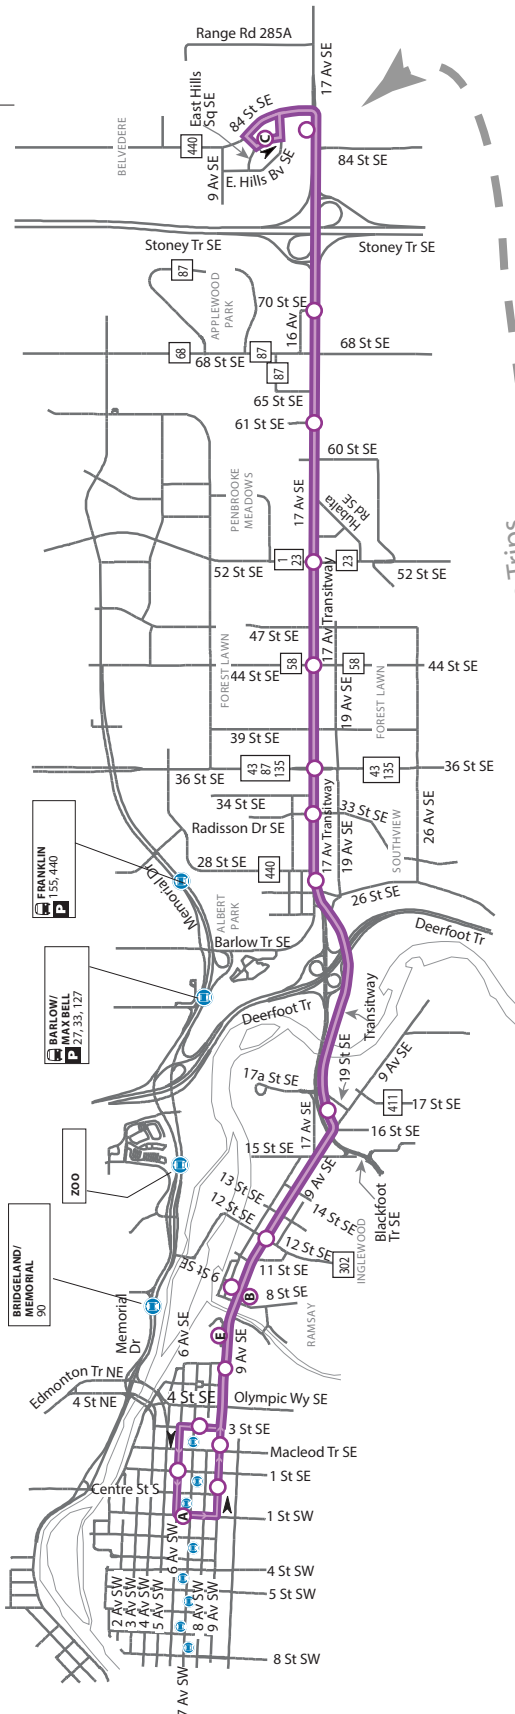 Range Rd 285A
17 Av SE
East Hills
Sq SE
84 St SE
BELVEDERE
440
9 Av SE
C
E. Hills Bv SE
84 St SE
Stoney Tr SE
Stoney Tr SE
87
APPLEWOOD
PARK
70 St SE
16 Av
68
68 St SE
87
87
68 St SE
65 St SE
61 St SE
60 St SE
17 Av SE
Hubalta
Rd SE
PENBROOKE
MEADOWS
1
23
23
52 St SE
52 St SE
Trips
17 Av Transitway
47 St SE
FOREST LAWN
58
58
44 St SE
44 St SE
19 Av SE
FOREST LAWN
39 St SE
43
87
135
43
135
36 St SE
36 St SE
34 St SE
33 St SE
Radisson Dr SE
17 Av Transitway
19 Av SE
SOUTHVIEW
26 Av SE
28 St SE
440
FRANKLIN
155, 440
P
Memorial Dr
ALBERT
PARK
26 St SE
Barlow Tr SE
Deerfoot Tr
BARLOW/
MAX BELL
27, 33, 127
P
Deerfoot Tr
Transitway
19 St SE
9 Av SE
17a St SE
411
17 St SE
17 Av SE
16 St SE
15 St SE
ZOO
9 Av SE
Blackfoot
Tr SE
13 St SE
12 St SE
14 St SE
12 St SE
302
INGLEWOOD
11 St SE
9 St SE
8 St SE
B
RAMSAY
BRIDGELAND/
MEMORIAL
90
Memorial
Dr
6 Av SE
E
9 Av SE
Edmonton Tr NE
4 St NE
4 St SE
Olympic Wy SE
3 St SE
Macleod Tr SE
1 St SE
Centre St S
A
1 St SW
6 Av SW
4 St SW
5 St SW
2 Av SW
3 Av SW
4 Av SW
5 Av SW
8 Av SW
9 Av SW
8 St SW
7 Av SW